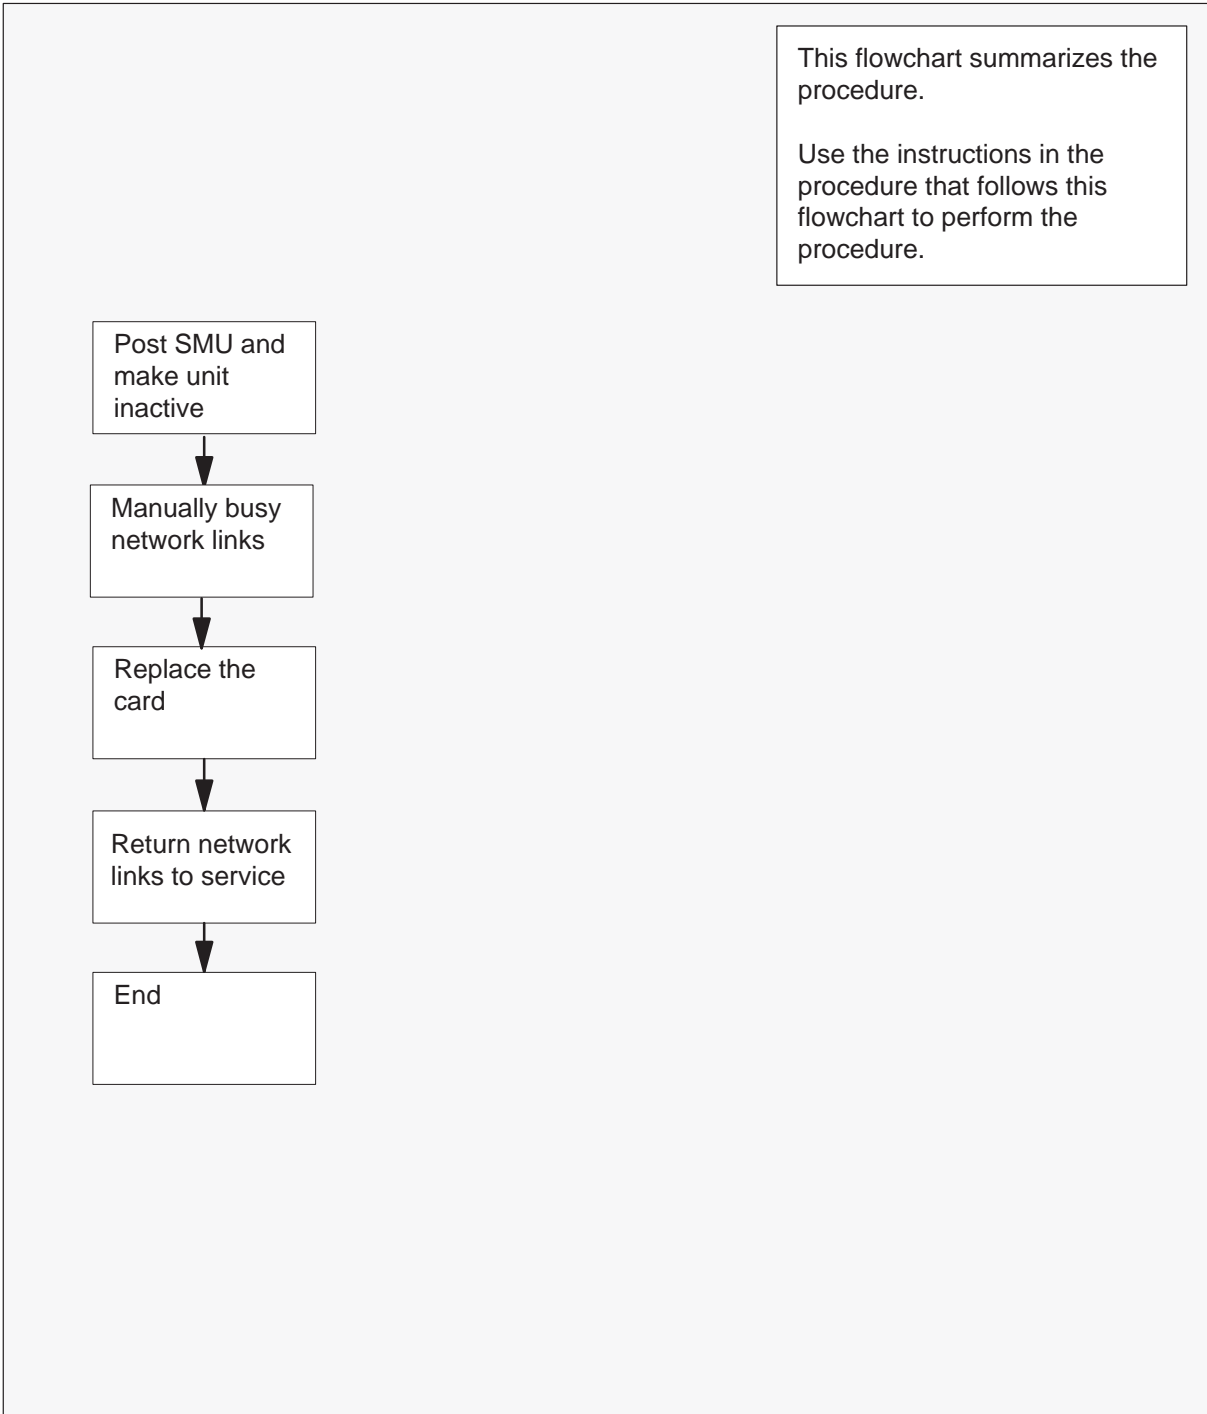 This flowchart summarizes the
procedure.
Use the instructions in the
procedure that follows this
flowchart to perform the
procedure.
Post SMU and
make unit
inactive
Manually busy
network links
Replace the
card
Return network
links to service
End